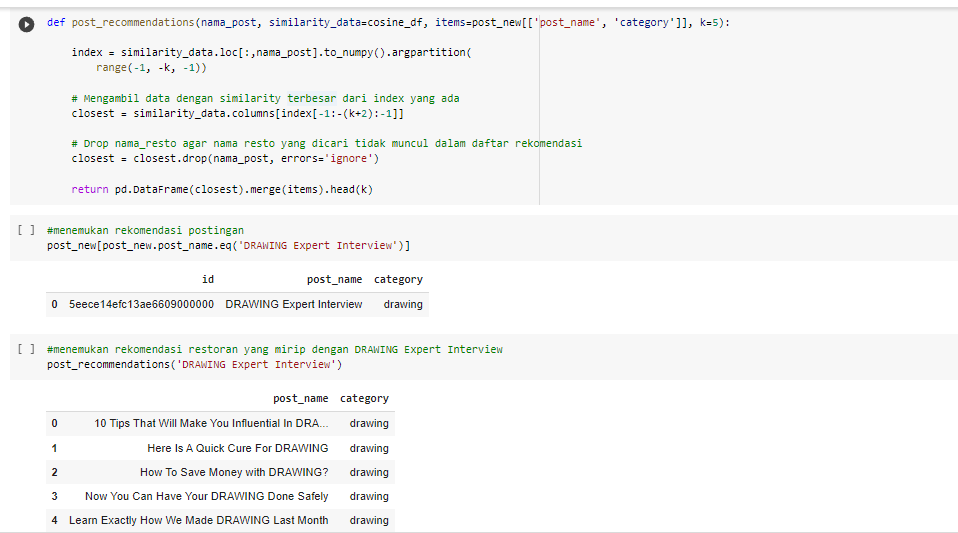 def post_recommendations(nama_post, similarity_data=cosine_df, items=post_new[['post_name', 'category']], k=5):
index = similarity_data.loc[:,nama_post].to_numpy().argpartition(
range(-1, -k, -1))
# Mengambil data dengan similarity terbesar dari index yang ada
closest = similarity_data.columns[index[-1:-(k+2):-1]]
# Drop nama_resto agar nama resto yang dicari tidak muncul dalam daftar rekomendasi
closest = closest.drop(nama_post, errors='ignore')
return pd.DataFrame(closest).merge(items).head(k)
[ ] #menemukan rekomendasi postingan
post_new[post_new.post_name.eq('DRAWING Expert Interview')]
id post_name category
0 5eece14efc13ae6609000000 DRAWING Expert Interview drawing
[ ] #menemukan rekomendasi restoran yang mirip dengan DRAWING Expert Interview
post_recommendations('DRAWING Expert Interview')
post_name category
0 10 Tips That Will Make You Influential In DRA... drawing
1 Here Is A Quick Cure For DRAWING drawing
2 How To Save Money with DRAWING? drawing
3 Now You Can Have Your DRAWING Done Safely drawing
4 Learn Exactly How We Made DRAWING Last Month drawing